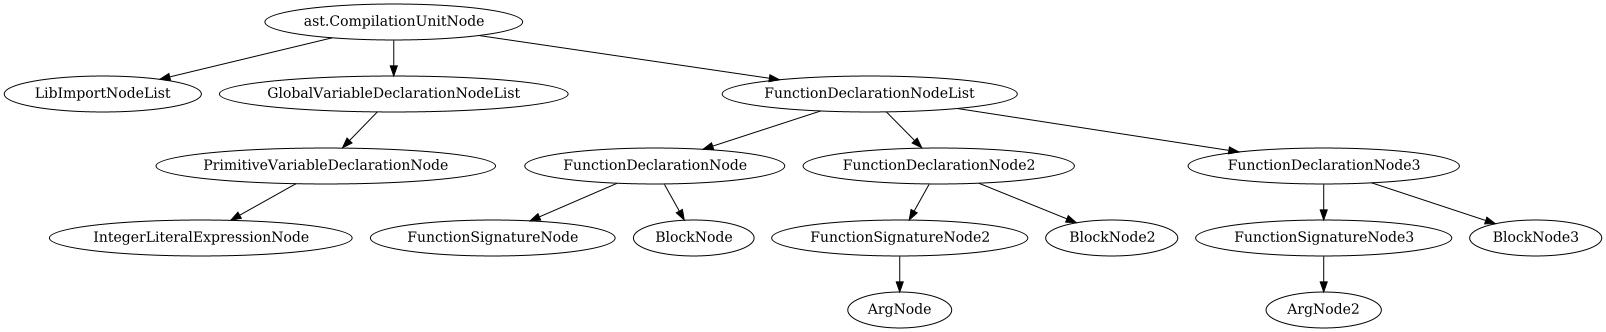 ast.CompilationUnitNode
LibImportNodeList
GlobalVariableDeclarationNodeList
FunctionDeclarationNodeList
PrimitiveVariableDeclarationNode
FunctionDeclarationNode
FunctionDeclarationNode2
FunctionDeclarationNode3
IntegerLiteralExpressionNode
FunctionSignatureNode
BlockNode
FunctionSignatureNode2
BlockNode2
FunctionSignatureNode3
BlockNode3
ArgNode
ArgNode2